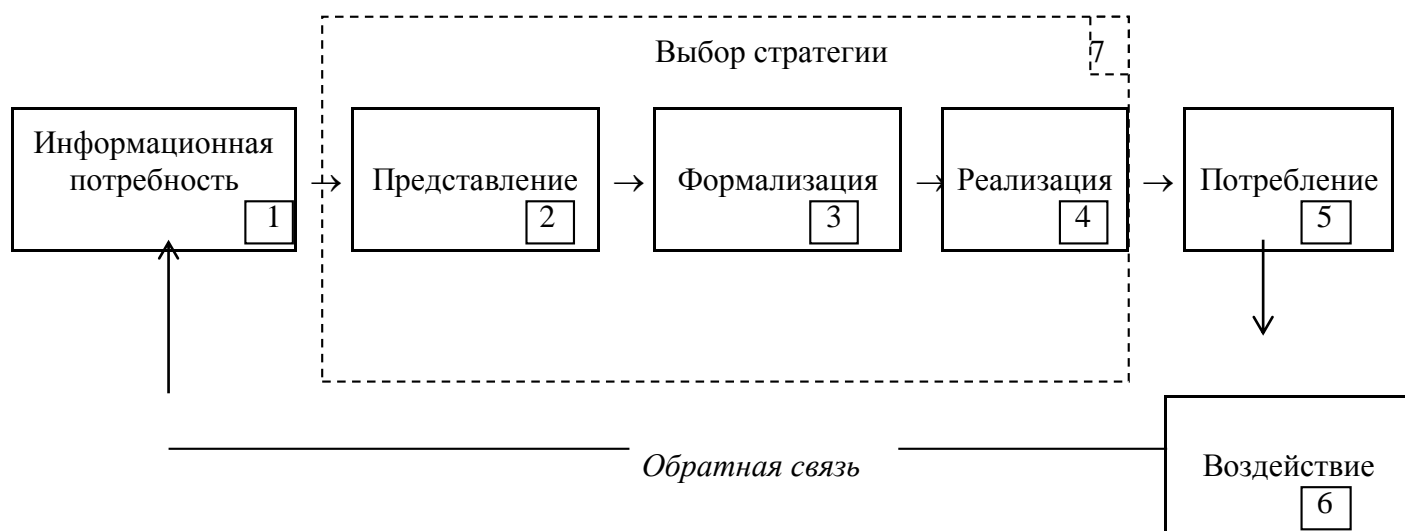 Выбор стратегии
7
Информационная
потребность
1
→
Представление
2
→
Формализация
3
→
Реализация
4
→
Потребление
5
Обратная связь
Воздействие
6